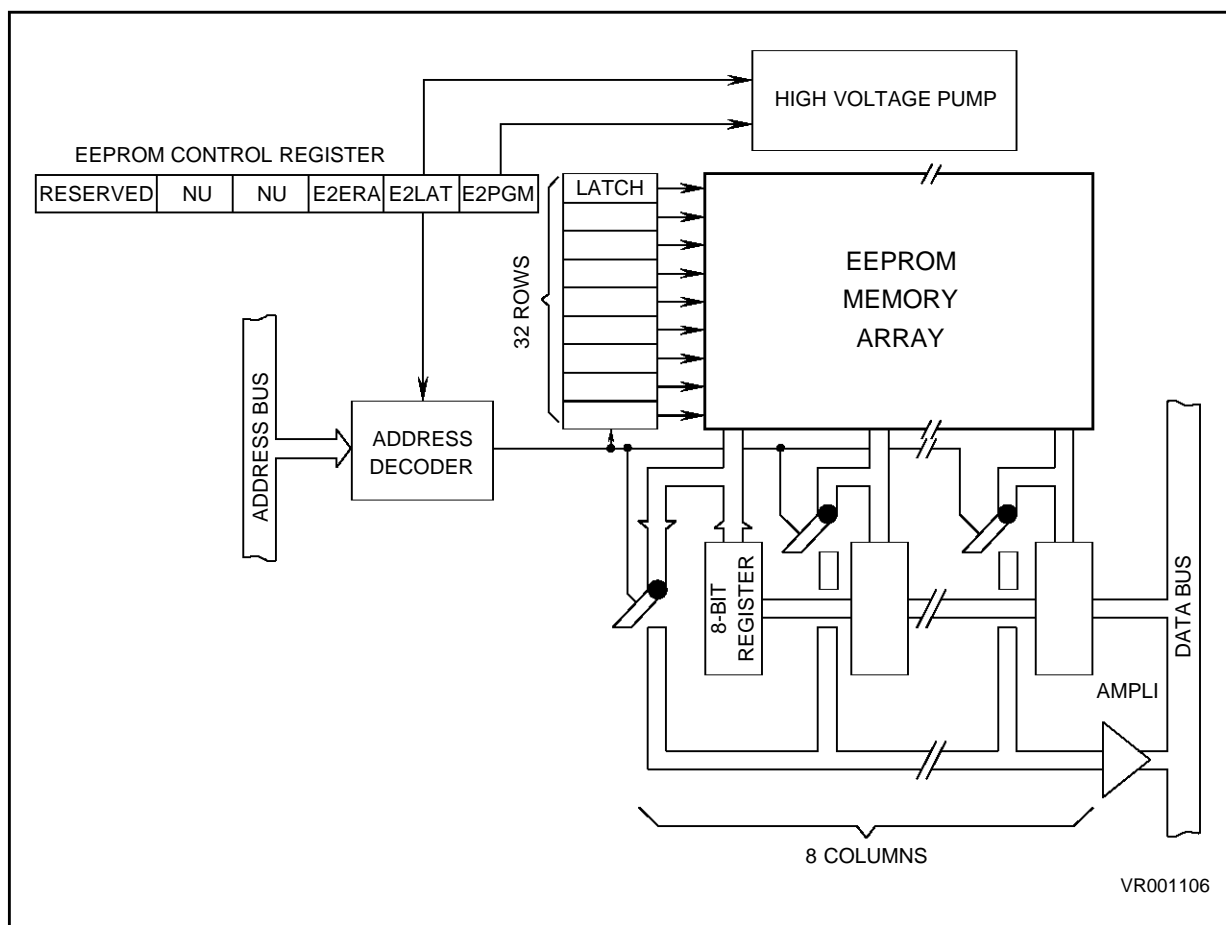 HIGH VOLTAGE PUMP
EEPROM CONTROL REGISTER
RESERVED NU NU E2ERA E2LAT E2PGM
LATCH
32 ROWS
EEPROM
MEMORY
ARRAY
ADDRESS BUS
ADDRESS
DECODER
8-BIT
REGISTER
DATA BUS
AMPLI
8 COLUMNS
VR001106